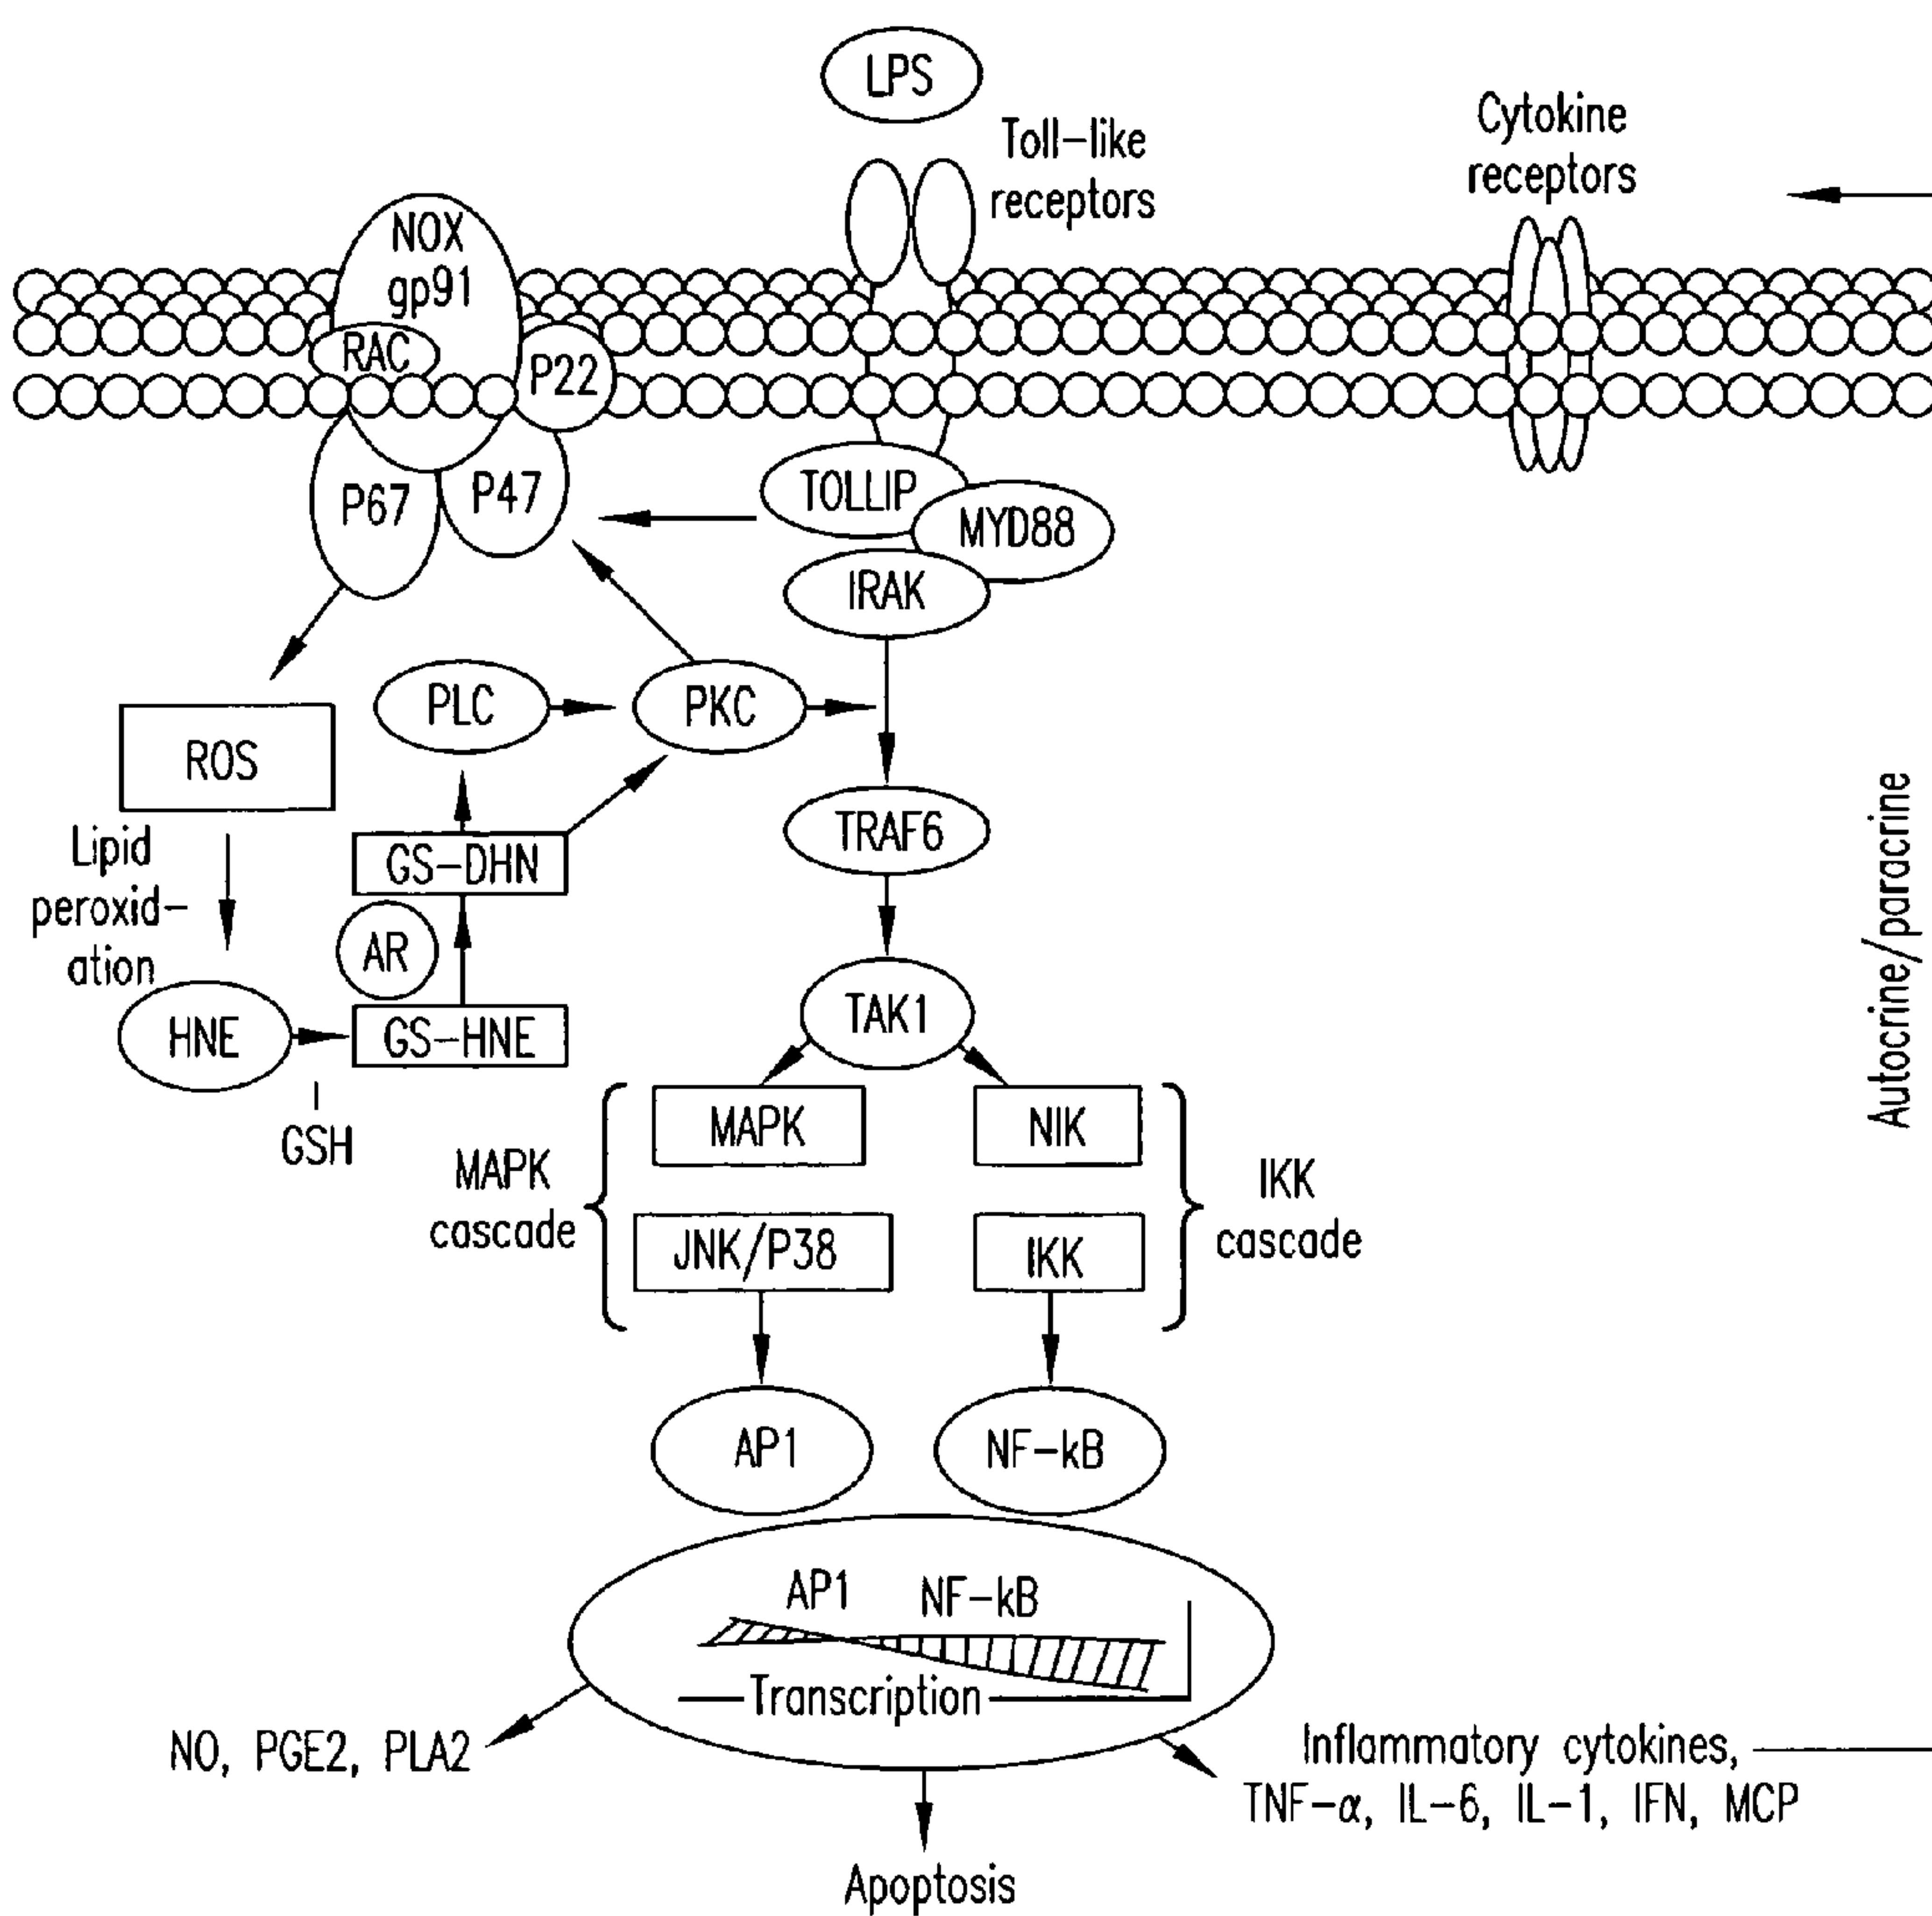 LPS
Toll-like
receptors
Cytokine
receptors
NOX
gp91
RAC
P22
P67
P47
TOLLIP
MYD88
IRAK
PLC
PKC
ROS
TRAF6
Lipid
peroxid-
ation
GS-DHN
AR
HNE
GS-HNE
GSH
TAK1
Autocrine/paracrine
MAPK
NIK
MAPK
cascade
IKK
cascade
JNK/P38
IKK
AP1
NF-kB
AP1
NF-kB
Transcription
NO, PGE2, PLA2
Inflammatory cytokines,
TNF-α, IL-6, IL-1, IFN, MCP
Apoptosis